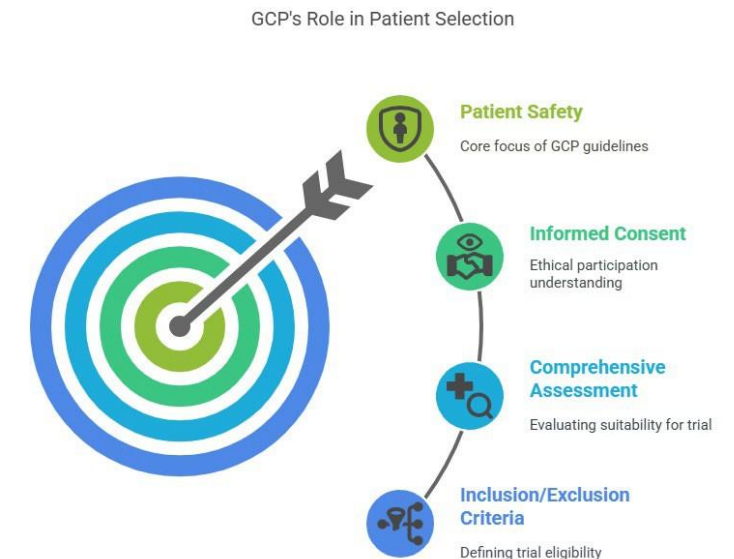 GCP's Role in Patient Selection
Patient Safety
Core focus of GCP guidelines
Informed Consent
Ethical participation
understanding
Comprehensive
Assessment
Evaluating suitability for trial
Inclusion/Exclusion
Criteria
Defining trial eligibility